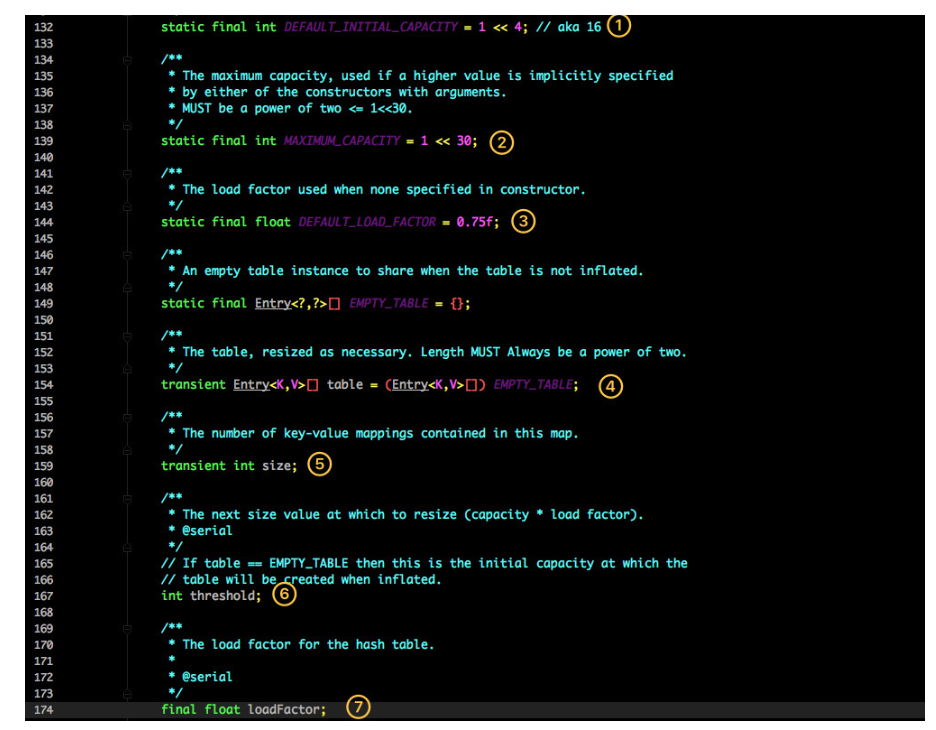 132 static final int DEFAULT_INITIAL_CAPACITY = 1 << 4; // aka 16 1
133
134 /**
135 * The maximum capacity, used if a higher value is implicitly specified
136 * by either of the constructors with arguments.
137 * MUST be a power of two <= 1<<30.
138 */
139 static final int MAXIMUM_CAPACITY = 1 << 30; 2
140
141 /**
142 * The load factor used when none specified in constructor.
143 */
144 static final float DEFAULT_LOAD_FACTOR = 0.75f; 3
145
146 /**
147 * An empty table instance to share when the table is not inflated.
148 */
149 static final Entry<?,?>[] EMPTY_TABLE = {};
150
151 /**
152 * The table, resized as necessary. Length MUST Always be a power of two.
153 */
154 transient Entry<K,V>[] table = (Entry<K,V>[]) EMPTY_TABLE; 4
155
156 /**
157 * The number of key-value mappings contained in this map.
158 */
159 transient int size; 5
160
161 /**
162 * The next size value at which to resize (capacity * load factor).
163 * @serial
164 */
165 // If table == EMPTY_TABLE then this is the initial capacity at which the
166 // table will be created when inflated.
167 int threshold; 6
168
169 /**
170 * The load factor for the hash table.
171 *
172 * @serial
173 */
174 final float loadFactor; 7